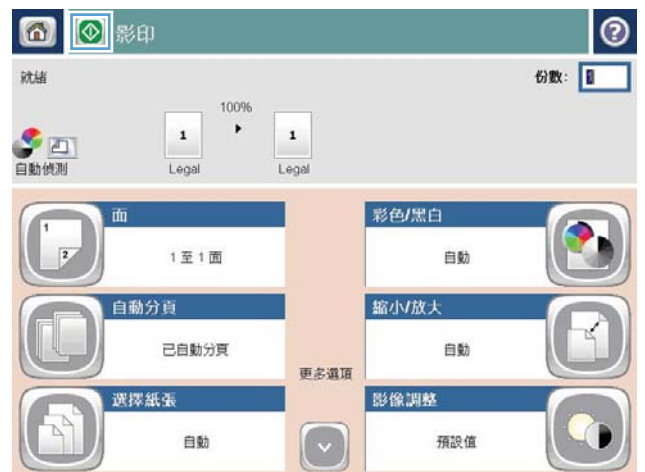 影印
就緒
份數:
100%
1
1
自動偵測
Legal
Legal
面
1
2
1 至 1 面
彩色/黑白
自動
自動分頁
已自動分頁
縮小/放大
自動
更多選項
選擇紙張
自動
影像調整
預設值